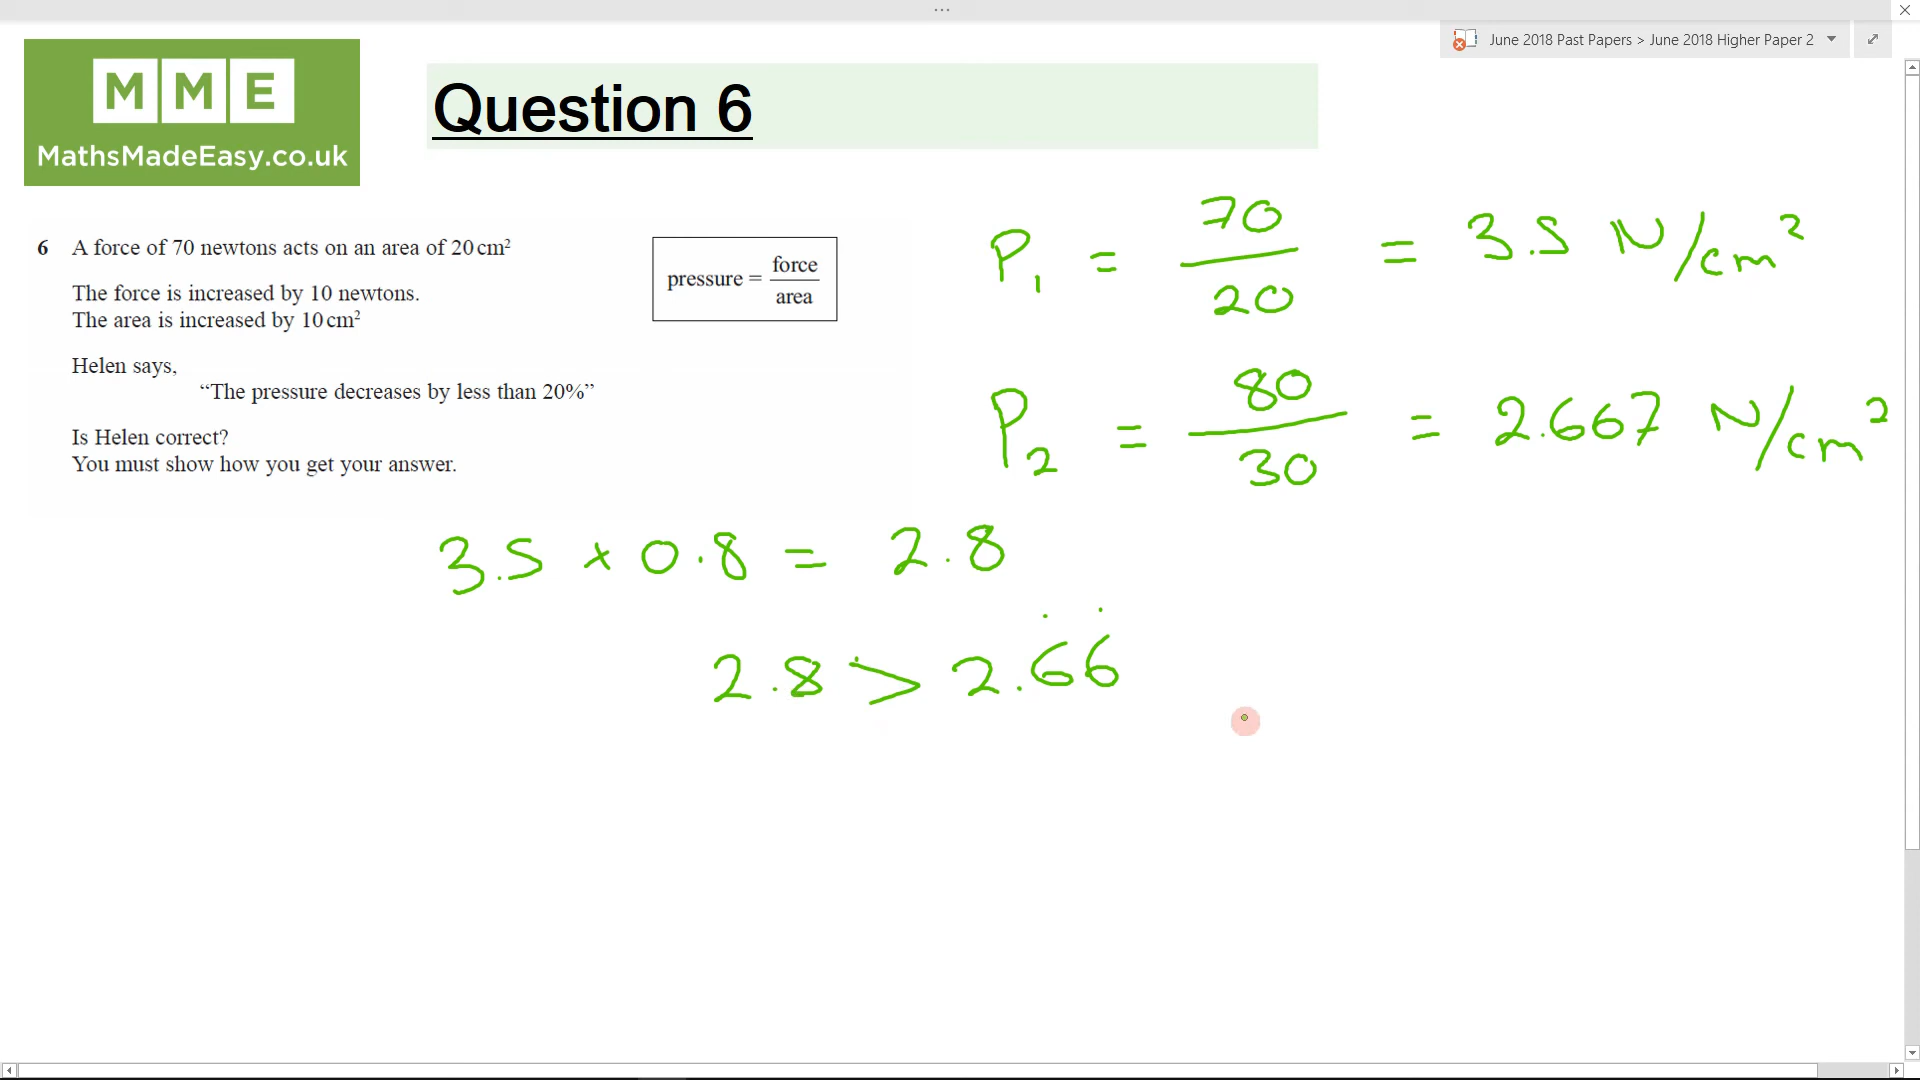 ...
June 2018 Past Papers > June 2018 Higher Paper 2
MME
MathsMadeEasy.co.uk
Question 6
6 A force of 70 newtons acts on an area of 20 cm²
The force is increased by 10 newtons.
The area is increased by 10 cm²
pressure = force/area
Helen says,
“The pressure decreases by less than 20%”
Is Helen correct?
You must show how you get your answer.
P₁ = 70/20 = 3.5 N/cm²
P₂ = 80/30 = 2.667 N/cm²
3.5 × 0.8 = 2.8
2.8 > 2.6̇6̇